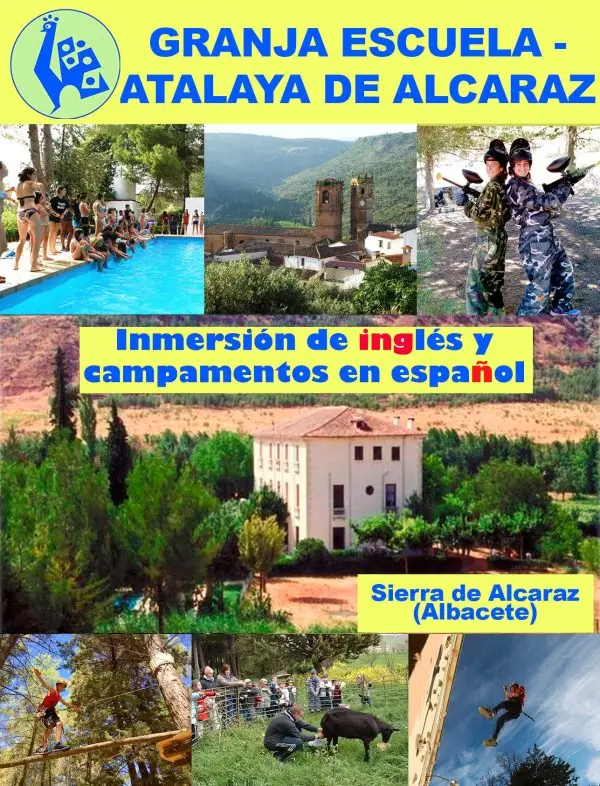 GRANJA ESCUELA -
ATALAYA DE ALCARAZ
Inmersión de inglés y
campamentos en español
Sierra de Alcaraz
(Albacete)